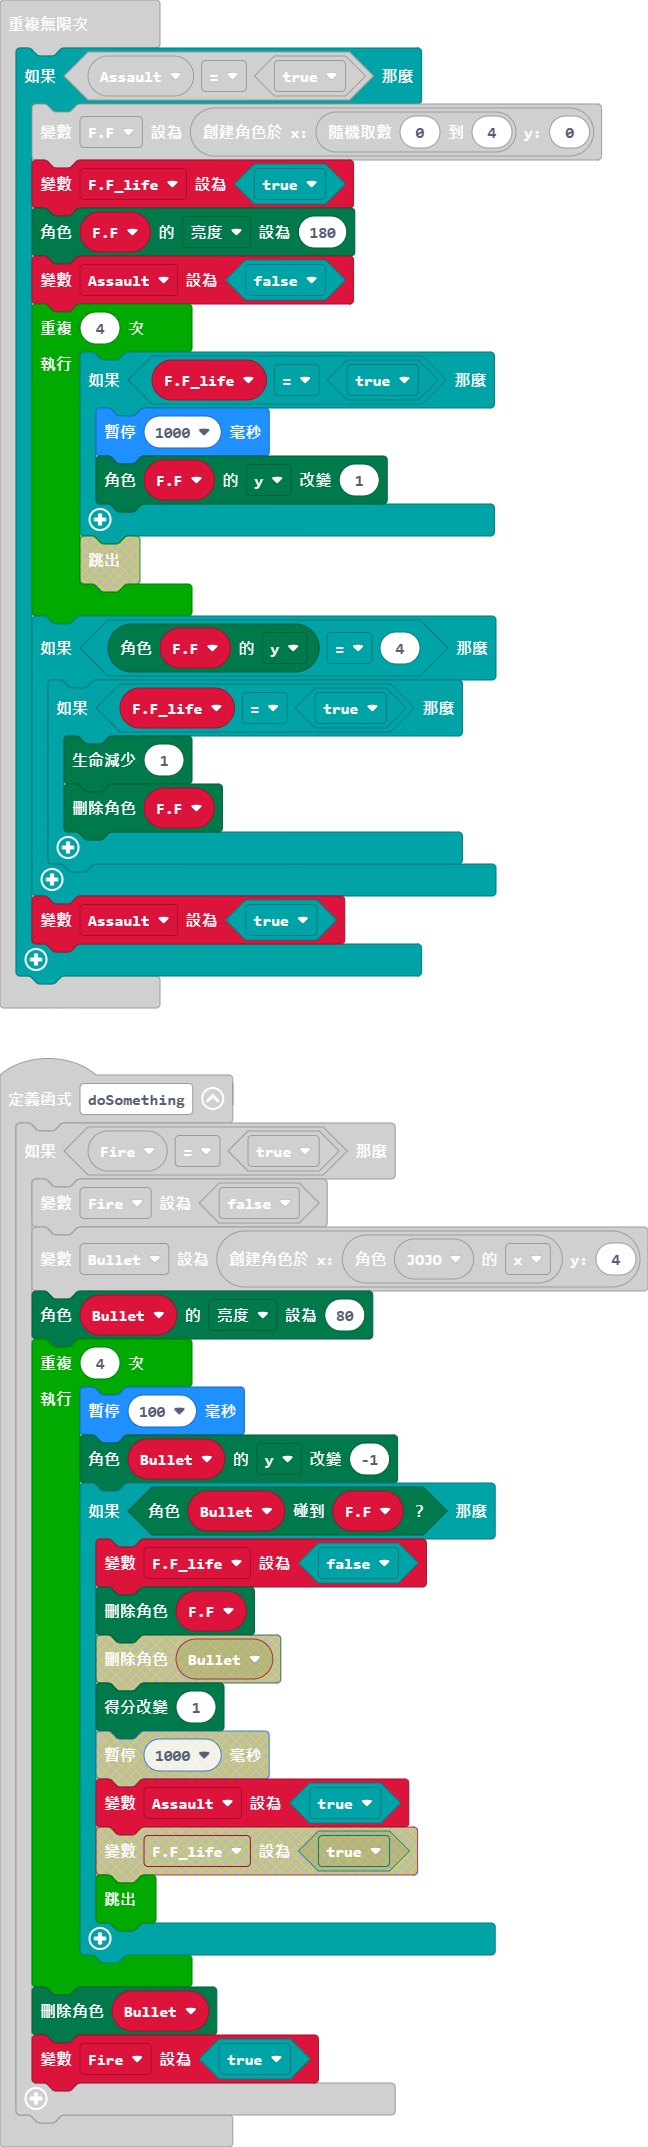 重複無限次
如果 Assault = true 那麼
變數 F.F 設為 創建角色於 x: 隨機取數 0 到 4 y: 0
變數 F.F_life 設為 true
角色 F.F 的 亮度 設為 180
變數 Assault 設為 false
重複 4 次
執行
如果 F.F_life = true 那麼
暫停 1000 毫秒
角色 F.F 的 y 改變 1
跳出
如果 角色 F.F 的 y = 4 那麼
如果 F.F_life = true 那麼
生命減少 1
刪除角色 F.F
變數 Assault 設為 true
定義函式 doSomething
如果 Fire = true 那麼
變數 Fire 設為 false
變數 Bullet 設為 創建角色於 x: 角色 JOJO 的 x y: 4
角色 Bullet 的 亮度 設為 80
重複 4 次
執行
暫停 100 毫秒
角色 Bullet 的 y 改變 -1
如果 角色 Bullet 碰到 F.F ? 那麼
變數 F.F_life 設為 false
刪除角色 F.F
刪除角色 Bullet
得分改變 1
暫停 1000 毫秒
變數 Assault 設為 true
變數 F.F_life 設為 true
跳出
刪除角色 Bullet
變數 Fire 設為 true